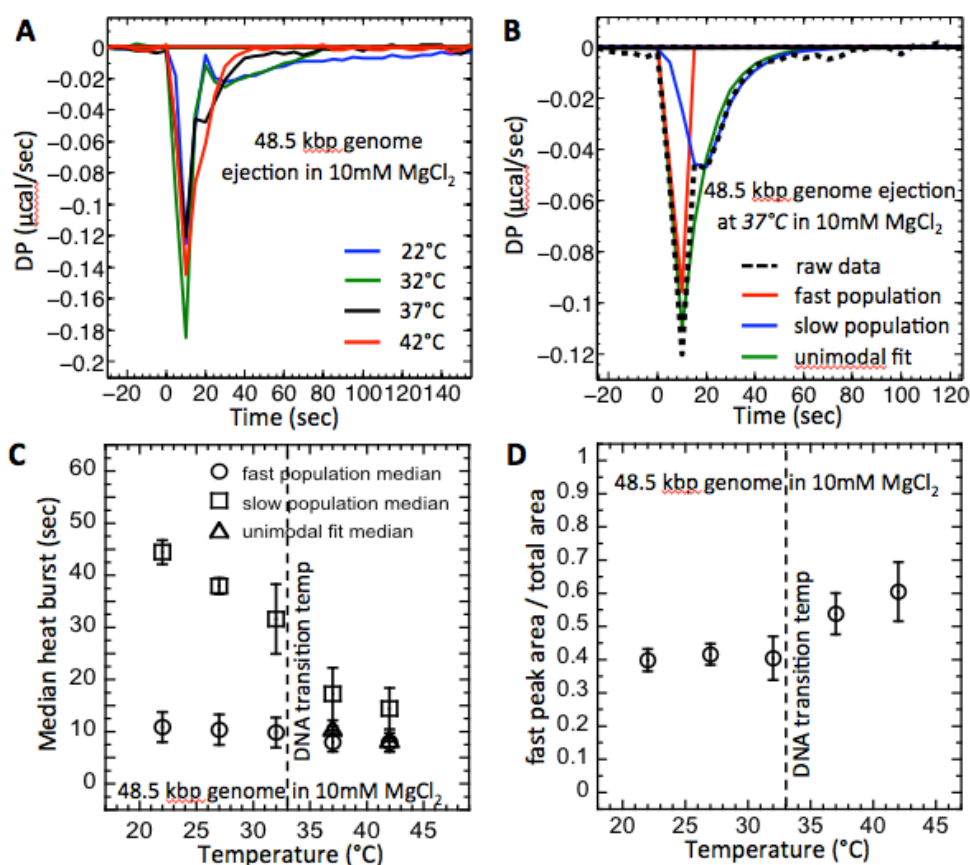 A
0
−0.02
−0.04
−0.06
−0.08
−0.1
−0.12
−0.14
−0.16
−0.18
−0.2
DP (µcal/sec)
48.5 kbp genome
ejection in 10mM MgCl₂
22°C
32°C
37°C
42°C
−20 0 20 40 60 80 100 120 140
Time (sec)
B
0
−0.02
−0.04
−0.06
−0.08
−0.1
−0.12
DP (µcal/sec)
48.5 kbp genome ejection
at 37°C in 10mM MgCl₂
raw data
fast population
slow population
unimodal fit
−20 0 20 40 60 80 100 120
Time (sec)
C
60
50
40
30
20
10
0
Median heat burst (sec)
fast population median
slow population median
unimodal fit median
DNA transition temp
48.5 kbp genome in 10mM MgCl₂
20 25 30 35 40 45
Temperature (°C)
D
1
0.9
0.8
0.7
0.6
0.5
0.4
0.3
0.2
0.1
0
fast peak area / total area
48.5 kbp genome in 10mM MgCl₂
DNA transition temp
20 25 30 35 40 45
Temperature (°C)